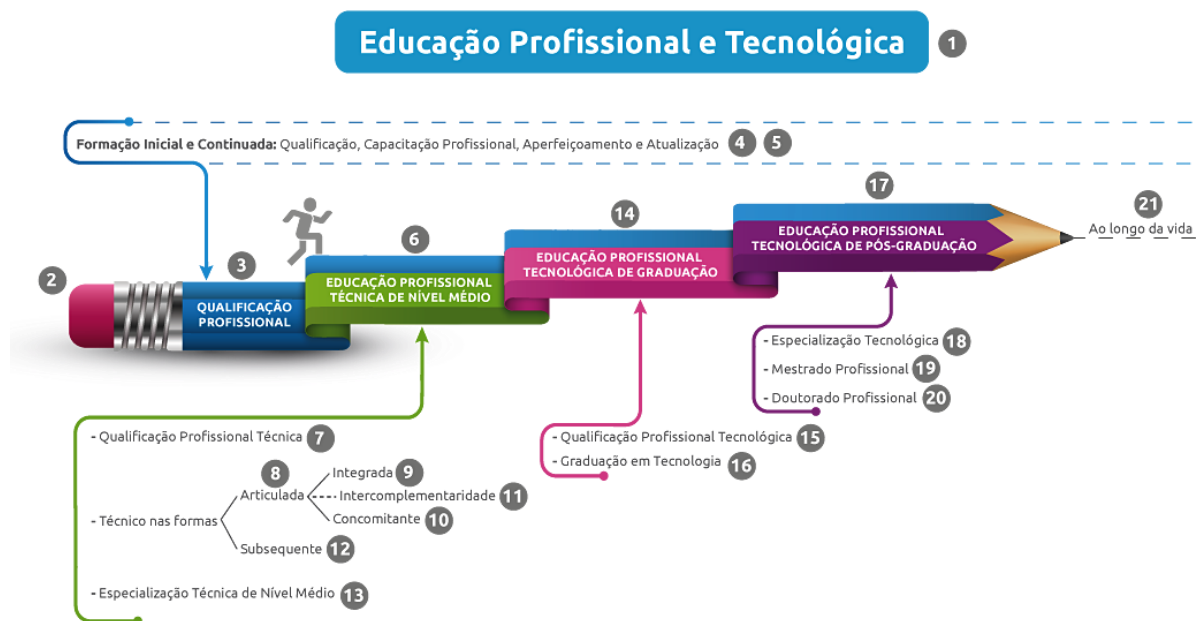 Educação Profissional e Tecnológica 1
Formação Inicial e Continuada: Qualificação, Capacitação Profissional, Aperfeiçoamento e Atualização 4 5
2
3
QUALIFICAÇÃO
PROFISSIONAL
6
EDUCAÇÃO PROFISSIONAL
TÉCNICA DE NÍVEL MÉDIO
14
EDUCAÇÃO PROFISSIONAL
TECNOLÓGICA DE GRADUAÇÃO
17
EDUCAÇÃO PROFISSIONAL
TECNOLÓGICA DE PÓS-GRADUAÇÃO
21
Ao longo da vida
- Especialização Tecnológica 18
- Mestrado Profissional 19
- Doutorado Profissional 20
- Qualificação Profissional Tecnológica 15
- Graduação em Tecnologia 16
- Qualificação Profissional Técnica 7
- Técnico nas formas
8
Articulada
Integrada 9
Intercomplementaridade 11
Concomitante 10
Subsequente 12
- Especialização Técnica de Nível Médio 13